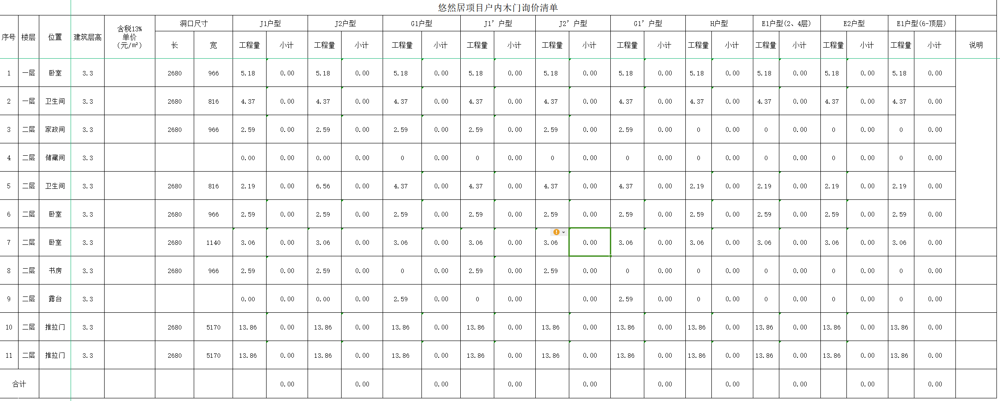 悠然居项目户内木门询价清单
序号 楼层 位置 建筑层高 含税13%单价(元/㎡) 洞口尺寸 J1户型 J2户型 G1户型 J1’户型 J2’户型 G1’户型 H户型 E1户型(2、4层) E2户型 E1户型(6-顶层)
长 宽 工程量 小计 工程量 小计 工程量 小计 工程量 小计 工程量 小计 工程量 小计 工程量 小计 工程量 小计 工程量 小计 工程量 小计 说明
1 一层 卧室 3.3 2680 966 5.18 0.00 5.18 0.00 5.18 0.00 5.18 0.00 5.18 0.00 5.18 0.00 5.18 0.00 5.18 0.00 5.18 0.00 5.18 0.00
2 一层 卫生间 3.3 2680 816 4.37 0.00 4.37 0.00 4.37 0.00 4.37 0.00 4.37 0.00 4.37 0.00 4.37 0.00 4.37 0.00 4.37 0.00 4.37 0.00
3 二层 家政间 3.3 2680 966 2.59 0.00 2.59 0.00 2.59 0.00 2.59 0.00 2.59 0.00 2.59 0.00 0 0.00 0 0.00 0 0.00 0 0.00
4 二层 储藏间 3.3 0.00 0.00 0.00 0.00 0 0.00 0 0.00 0 0.00 0 0.00 0 0.00 0 0.00 0 0.00 0 0.00
5 二层 卫生间 3.3 2680 816 2.19 0.00 6.56 0.00 4.37 0.00 4.37 0.00 4.37 0.00 4.37 0.00 2.19 0.00 2.19 0.00 2.19 0.00 2.19 0.00
6 二层 卧室 3.3 2680 966 2.59 0.00 2.59 0.00 2.59 0.00 2.59 0.00 2.59 0.00 2.59 0.00 2.59 0.00 2.59 0.00 2.59 0.00 2.59 0.00
7 二层 卧室 3.3 2680 1140 3.06 0.00 3.06 0.00 3.06 0.00 3.06 0.00 3.06 0.00 3.06 0.00 3.06 0.00 3.06 0.00 3.06 0.00 3.06 0.00
8 二层 书房 3.3 2680 966 2.59 0.00 2.59 0.00 0 0.00 2.59 0.00 2.59 0.00 0 0.00 0 0.00 0 0.00 0 0.00 0 0.00
9 二层 露台 3.3 0.00 0.00 0.00 0.00 2.59 0.00 0 0.00 0.00 2.59 0.00 0 0.00 0 0.00 0 0.00 0 0.00
10 二层 推拉门 3.3 2680 5170 13.86 0.00 13.86 0.00 13.86 0.00 13.86 0.00 13.86 0.00 13.86 0.00 13.86 0.00 13.86 0.00 13.86 0.00 13.86 0.00
11 二层 推拉门 3.3 2680 5170 13.86 0.00 13.86 0.00 13.86 0.00 13.86 0.00 13.86 0.00 13.86 0.00 13.86 0.00 13.86 0.00 13.86 0.00 13.86 0.00
合计 0.00 0.00 0.00 0.00 0.00 0.00 0.00 0.00 0.00 0.00